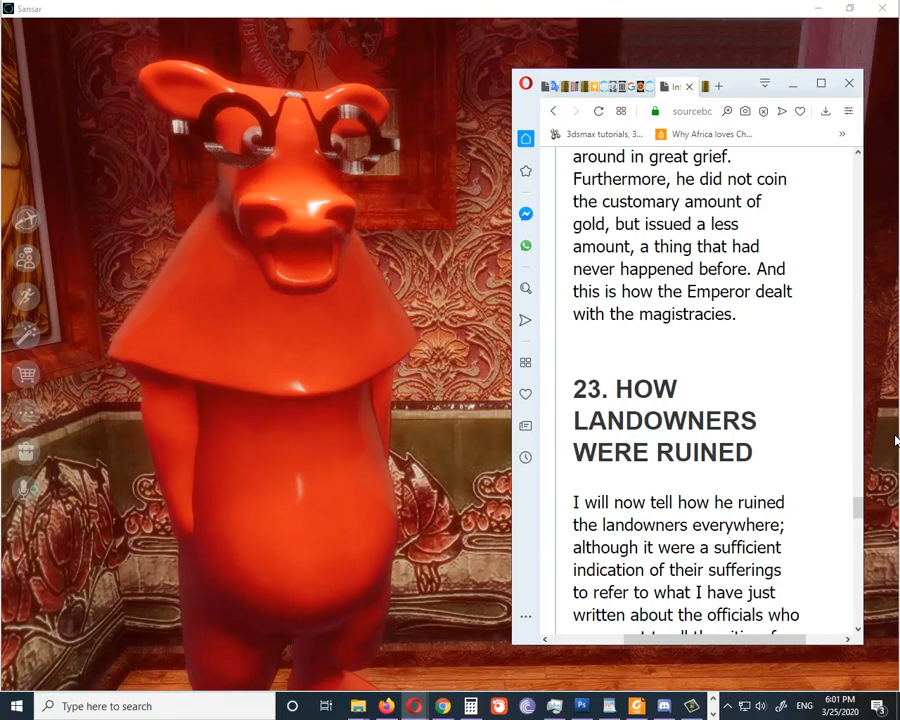 Sansar
Inf
sourcebc
3dsmax tutorials, 3...
Why Africa loves Ch...
around in great grief.
Furthermore, he did not coin
the customary amount of
gold, but issued a less
amount, a thing that had
never happened before. And
this is how the Emperor dealt
with the magistracies.
23. HOW
LANDOWNERS
WERE RUINED
I will now tell how he ruined
the landowners everywhere;
although it were a sufficient
indication of their sufferings
to refer to what I have just
written about the officials who
Type here to search
ENG
6:01 PM
3/25/2020
3